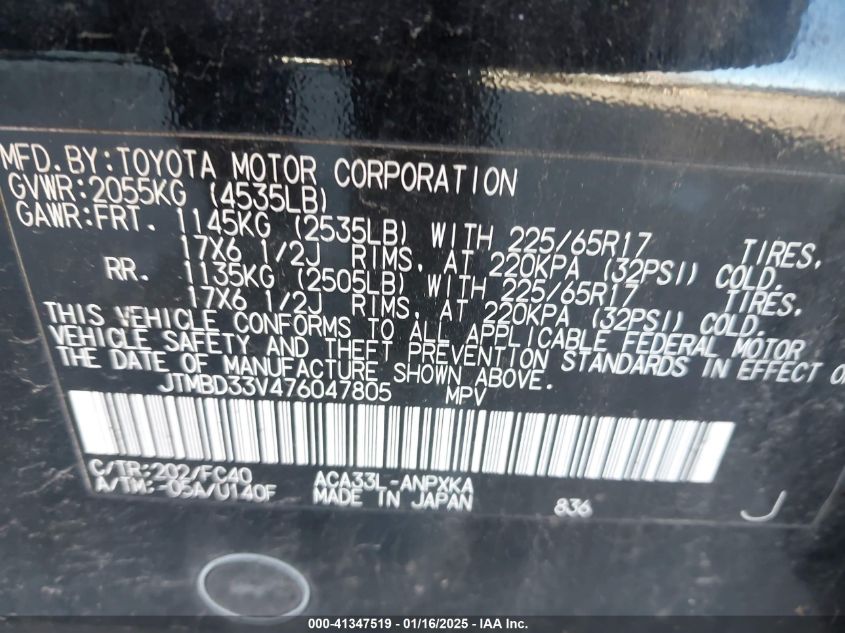 MFD.BY:TOYOTA MOTOR CORPORATION
GVWR:2055KG (4535LB)
GAWR:FRT. 1145KG (2535LB) WITH 225/65R17 TIRES,
17X6 1/2J RIMS, AT 220KPA (32PSI) COLD.
RR. 1135KG (2505LB) WITH 225/65R17 TIRES,
17X6 1/2J RIMS, AT 220KPA (32PSI) COLD.
THIS VEHICLE CONFORMS TO ALL APPLICABLE FEDERAL MOTOR
VEHICLE SAFETY AND THEFT PREVENTION STANDARDS IN EFFECT O
THE DATE OF MANUFACTURE SHOWN ABOVE.
JTMBD33V476047805 MPV
C/TR:202/FC40 ACA33L-ANPXKA
A/TM:-05A/U140F MADE IN JAPAN 836 J
000-41347519 - 01/16/2025 - IAA Inc.